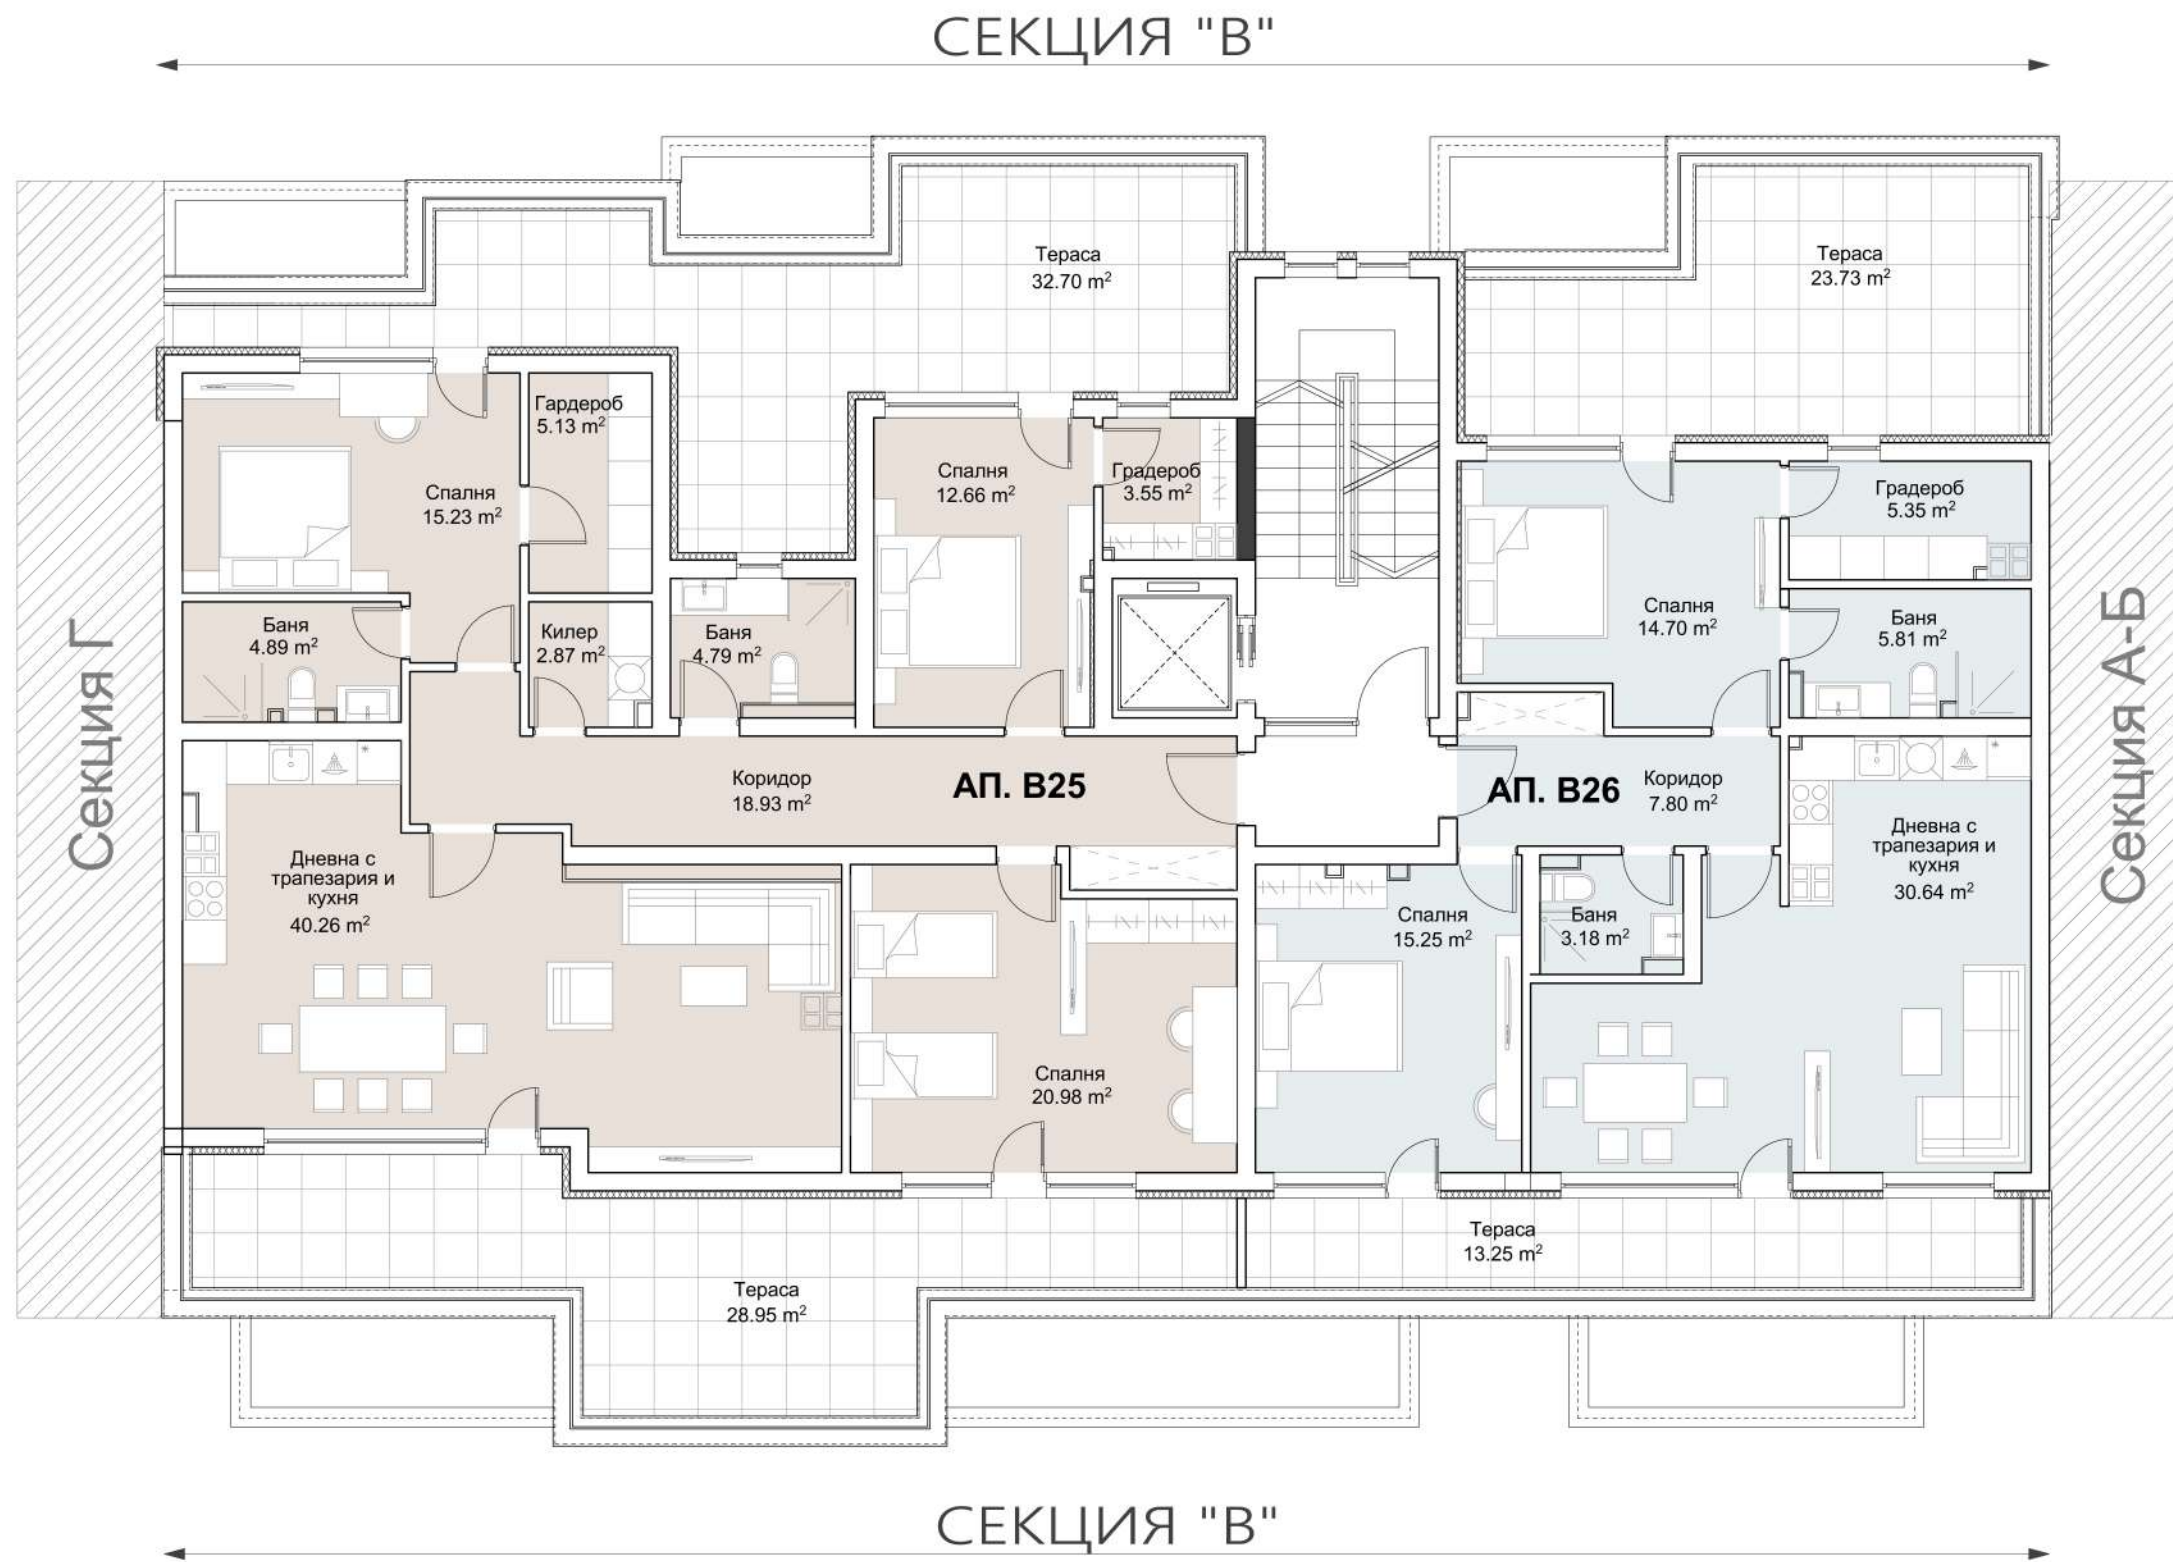 СЕКЦИЯ "В"
Тераса
32.70 m²
Тераса
23.73 m²
Гардероб
5.13 m²
Спалня
15.23 m²
Спалня
12.66 m²
Градероб
3.55 m²
Градероб
5.35 m²
Баня
4.89 m²
Килер
2.87 m²
Баня
4.79 m²
Спалня
14.70 m²
Баня
5.81 m²
Секция Г
Секция А-Б
Коридор
18.93 m²
АП. В25
АП. В26
Коридор
7.80 m²
Дневна с
трапезария и
кухня
40.26 m²
Дневна с
трапезария и
кухня
30.64 m²
Спалня
15.25 m²
Баня
3.18 m²
Спалня
20.98 m²
Тераса
13.25 m²
Тераса
28.95 m²
СЕКЦИЯ "В"